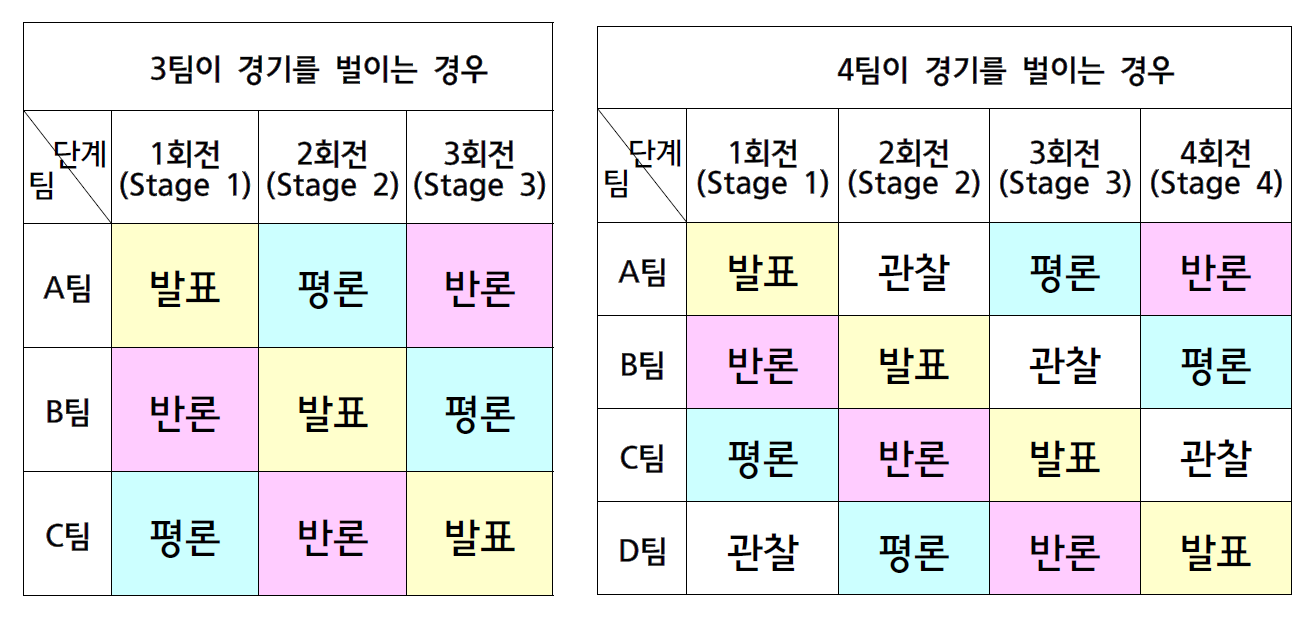 3팀이 경기를 벌이는 경우
단계
팀
1회전
(Stage 1)
2회전
(Stage 2)
3회전
(Stage 3)
A팀 발표 평론 반론
B팀 반론 발표 평론
C팀 평론 반론 발표
4팀이 경기를 벌이는 경우
단계
팀
1회전
(Stage 1)
2회전
(Stage 2)
3회전
(Stage 3)
4회전
(Stage 4)
A팀 발표 관찰 평론 반론
B팀 반론 발표 관찰 평론
C팀 평론 반론 발표 관찰
D팀 관찰 평론 반론 발표